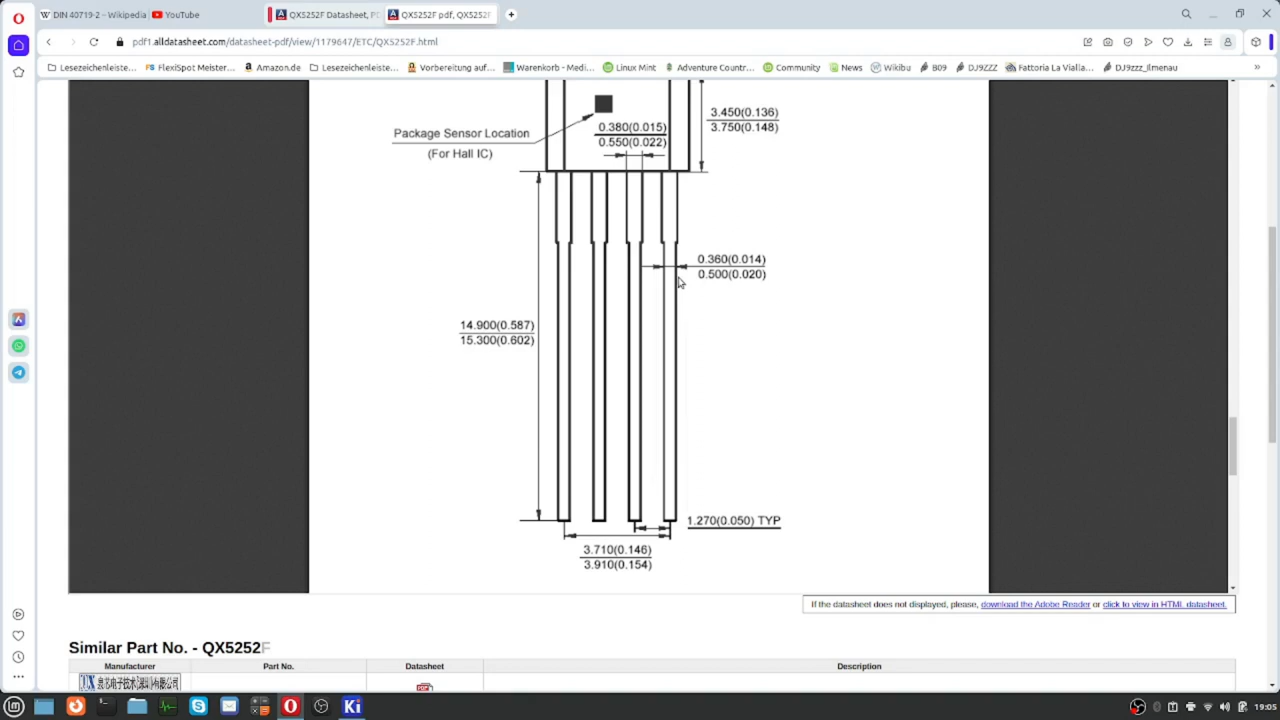 DIN 40719-2 – Wikipedia
YouTube
QX5252F Datasheet, P
QX5252F pdf, QX5252F
pdf1.alldatasheet.com/datasheet-pdf/view/1179647/ETC/QX5252F.html
Lesezeichenleiste...
FlexiSpot Meister...
Amazon.de
Lesezeichenleiste...
Vorbereitung auf...
Warenkorb - Medi...
Linux Mint
Adventure Countr...
Community
News
Wikibu
B09
DJ9ZZZ
Fattoria La Vialla...
DJ9zzz_Ilmenau
»
3.450(0.136)
3.750(0.148)
Package Sensor Location
(For Hall IC)
0.380(0.015)
0.550(0.022)
0.360(0.014)
0.500(0.020)
14.900(0.587)
15.300(0.602)
1.270(0.050) TYP
3.710(0.146)
3.910(0.154)
If the datasheet does not displayed, please, download the Adobe Reader or click to view in HTML datasheet.
Similar Part No. - QX5252F
Manufacturer
Part No.
Datasheet
Description
Ki
19:05